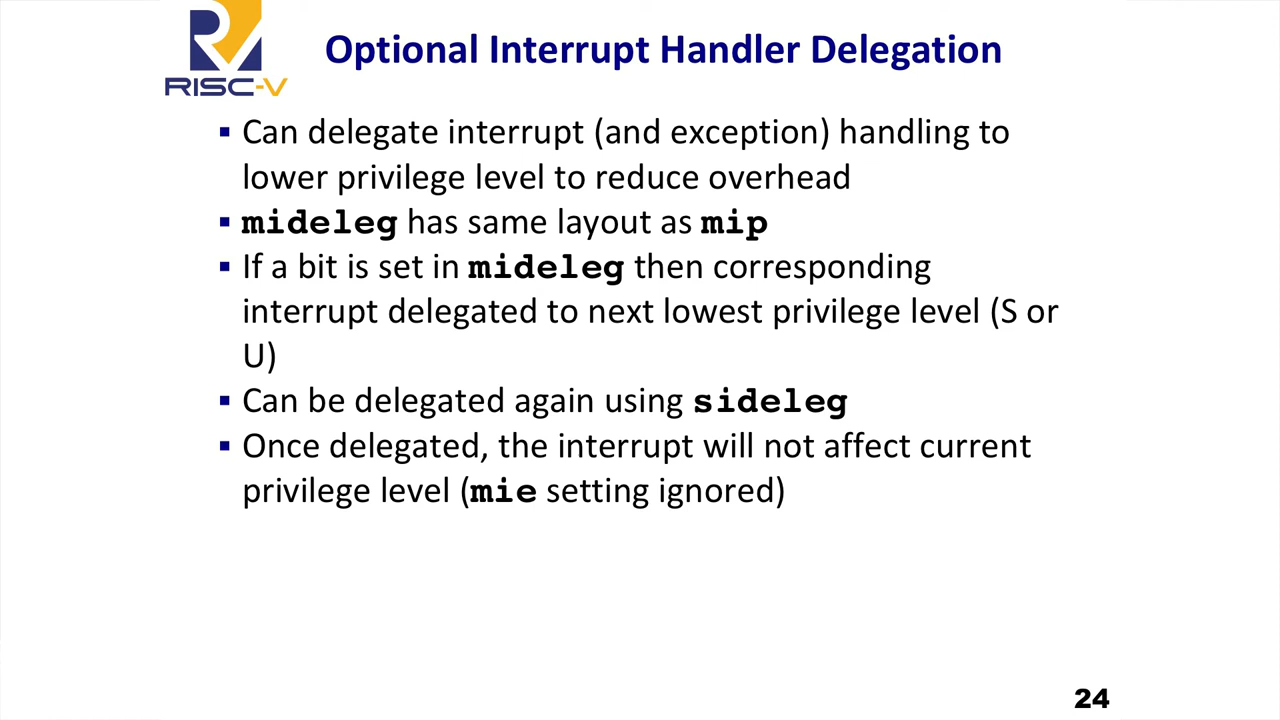 RISC-V
Optional Interrupt Handler Delegation
▪ Can delegate interrupt (and exception) handling to
lower privilege level to reduce overhead
▪ mideleg has same layout as mip
▪ If a bit is set in mideleg then corresponding
interrupt delegated to next lowest privilege level (S or
U)
▪ Can be delegated again using sideleg
▪ Once delegated, the interrupt will not affect current
privilege level (mie setting ignored)
24